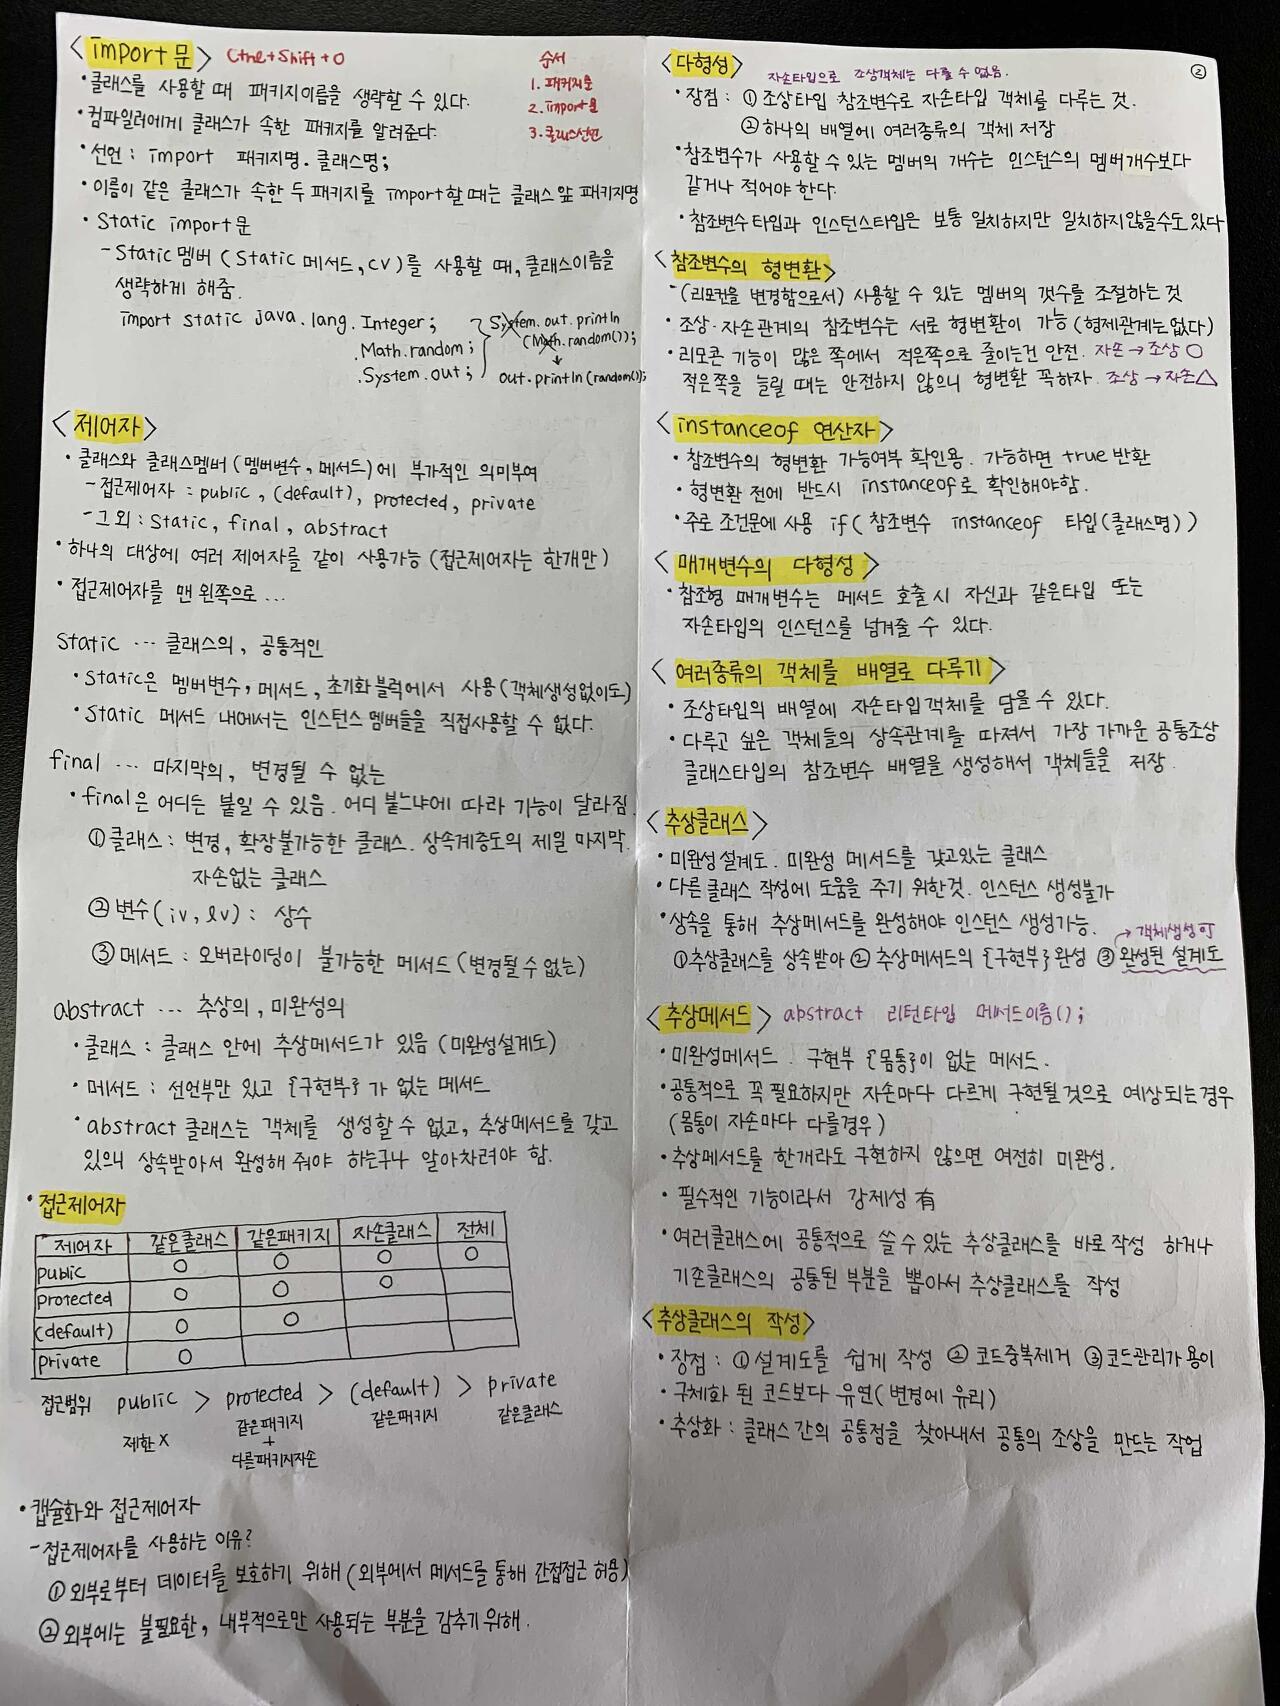 <import 문> Ctrl+Shift+O
순서
1. 패키지문
2. import문
3. 클래스선언
• 클래스를 사용할 때 패키지이름을 생략할 수 있다.
• 컴파일러에게 클래스가 속한 패키지를 알려준다.
• 선언 : import 패키지명.클래스명;
• 이름이 같은 클래스가 속한 두 패키지를 import할 때는 클래스 앞 패키지명
• Static import문
- Static 멤버 (Static 메서드, cv)를 사용할 때, 클래스이름을
생략하게 해줌.
import static java.lang.Integer;
.Math.random;
.System.out;
System.out.println
(Math.random());
↓
out.println(random());
<제어자>
• 클래스와 클래스멤버 (멤버변수, 메서드)에 부가적인 의미부여
- 접근제어자 : public, (default), protected, private
- 그 외 : Static, final, abstract
• 하나의 대상에 여러 제어자를 같이 사용가능 (접근제어자는 한개만)
• 접근제어자를 맨 왼쪽으로...
Static ... 클래스의, 공통적인
• Static은 멤버변수, 메서드, 초기화 블럭에서 사용 (객체생성없이도)
• Static 메서드 내에서는 인스턴스 멤버들을 직접사용할 수 없다.
final ... 마지막의, 변경될 수 없는
• final은 어디든 붙일 수 있음. 어디 붙느냐에 따라 기능이 달라짐.
① 클래스 : 변경, 확장불가능한 클래스. 상속계층도의 제일 마지막.
자손없는 클래스
② 변수 (iv, lv) : 상수
③ 메서드 : 오버라이딩이 불가능한 메서드 (변경될 수 없는)
abstract ... 추상의, 미완성의
• 클래스 : 클래스 안에 추상메서드가 있음 (미완성설계도)
• 메서드 : 선언부만 있고 {구현부}가 없는 메서드
• abstract 클래스는 객체를 생성할 수 없고, 추상메서드를 갖고
있으니 상속받아서 완성해 줘야 하는구나 알아차려야 함.
• 접근제어자
제어자 같은클래스 같은패키지 자손클래스 전체
public ○ ○ ○ ○
protected ○ ○ ○
(default) ○ ○
private ○
접근범위 public > protected > (default) > private
제한 X 같은패키지 같은패키지 같은클래스
+
다른패키지자손
• 캡슐화와 접근제어자
- 접근제어자를 사용하는 이유?
① 외부로부터 데이터를 보호하기 위해 (외부에서 메서드를 통해 간접접근 허용)
② 외부에는 불필요한, 내부적으로만 사용되는 부분을 감추기 위해.
②
<다형성>
자손타입으로 조상객체는 다룰 수 없음.
• 장점 : ① 조상타입 참조변수로 자손타입 객체를 다루는 것.
② 하나의 배열에 여러종류의 객체 저장
• 참조변수가 사용할 수 있는 멤버의 개수는 인스턴스의 멤버개수보다
같거나 적어야 한다.
• 참조변수타입과 인스턴스타입은 보통 일치하지만 일치하지않을수도있다
<참조변수의 형변환>
- (리모컨을 변경함으로서) 사용할 수 있는 멤버의 갯수를 조절하는 것
• 조상·자손관계의 참조변수는 서로 형변환이 가능 (형제관계는없다)
• 리모콘 기능이 많은 쪽에서 적은쪽으로 줄이는건 안전. 자손 → 조상 ○
적은쪽을 늘릴 때는 안전하지 않으니 형변환 꼭하자. 조상 → 자손△
<instanceof 연산자>
• 참조변수의 형변환 가능여부 확인용. 가능하면 true 반환
• 형변환 전에 반드시 instanceof로 확인해야함.
• 주로 조건문에 사용 if( 참조변수 instanceof 타입(클래스명) )
<매개변수의 다형성>
• 참조형 매개변수는 메서드 호출 시 자신과 같은타입 또는
자손타입의 인스턴스를 넘겨줄 수 있다.
<여러종류의 객체를 배열로 다루기>
• 조상타입의 배열에 자손타입객체를 담을 수 있다.
• 다루고 싶은 객체들의 상속관계를 따져서 가장 가까운 공통조상
클래스타입의 참조변수 배열을 생성해서 객체들을 저장.
<추상클래스>
• 미완성설계도. 미완성 메서드를 갖고있는 클래스
• 다른 클래스 작성에 도움을 주기 위한것. 인스턴스 생성불가
• 상속을 통해 추상메서드를 완성해야 인스턴스 생성가능.
→ 객체생성 可
① 추상클래스를 상속받아 ② 추상메서드의 {구현부} 완성 ③ 완성된 설계도
<추상메서드> abstract 리턴타입 메서드이름();
• 미완성메서드. 구현부 {몸통}이 없는 메서드.
• 공통적으로 꼭 필요하지만 자손마다 다르게 구현될것으로 예상되는경우
(몸통이 자손마다 다를경우)
• 추상메서드를 한개라도 구현하지 않으면 여전히 미완성.
• 필수적인 기능이라서 강제성 有
• 여러클래스에 공통적으로 쓸 수 있는 추상클래스를 바로 작성 하거나
기존클래스의 공통된 부분을 뽑아서 추상클래스를 작성
<추상클래스의 작성>
• 장점 : ① 설계도를 쉽게 작성 ② 코드중복제거 ③ 코드관리가 용이
• 구체화 된 코드보다 유연 (변경에 유리)
• 추상화 : 클래스 간의 공통점을 찾아내서 공통의 조상을 만드는 작업